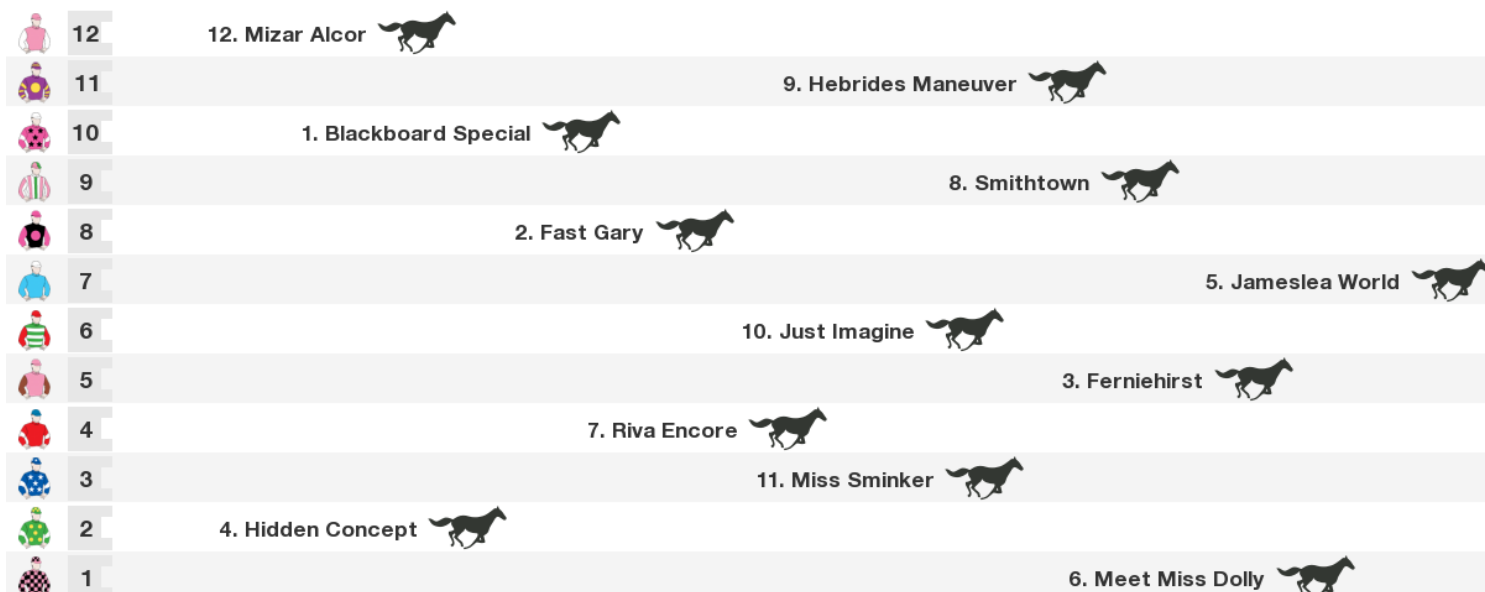 12 12. Mizar Alcor
11 9. Hebrides Maneuver
10 1. Blackboard Special
9 8. Smithtown
8 2. Fast Gary
7 5. Jameslea World
6 10. Just Imagine
5 3. Ferniehirst
4 7. Riva Encore
3 11. Miss Sminker
2 4. Hidden Concept
1 6. Meet Miss Dolly